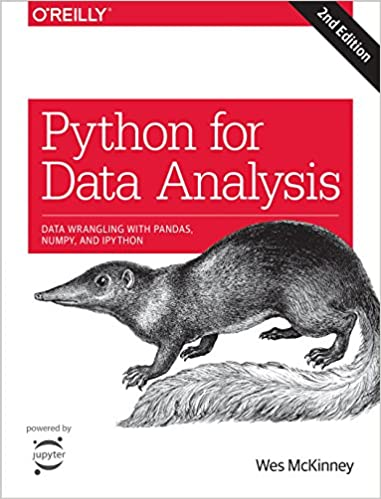 O'REILLY®
2nd Edition
Python for
Data Analysis
DATA WRANGLING WITH PANDAS,
NUMPY, AND IPYTHON
powered by
jupyter
Wes McKinney